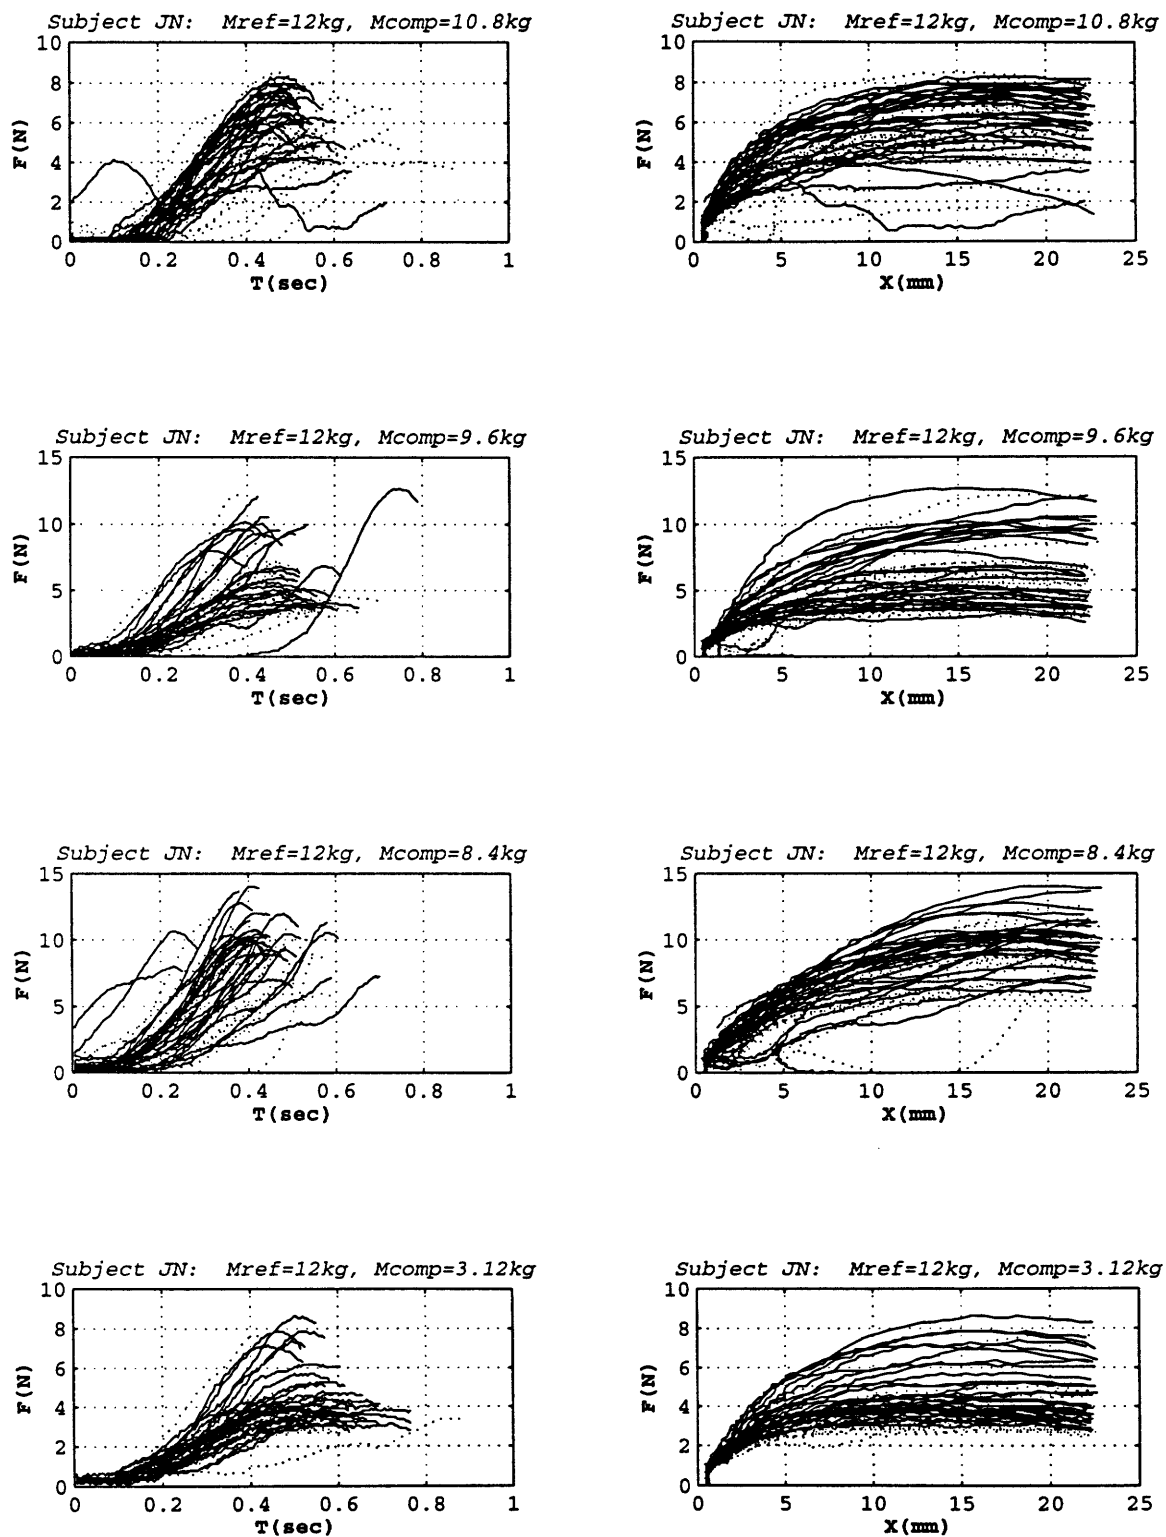 Subject JN: Mref=12kg, Mcomp=10.8kg
F(N)
10
8
6
4
2
0
0 0.2 0.4 0.6 0.8 1
T(sec)
Subject JN: Mref=12kg, Mcomp=10.8kg
F(N)
10
8
6
4
2
0
0 5 10 15 20 25
X(mm)
Subject JN: Mref=12kg, Mcomp=9.6kg
F(N)
15
10
5
0
0 0.2 0.4 0.6 0.8 1
T(sec)
Subject JN: Mref=12kg, Mcomp=9.6kg
F(N)
15
10
5
0
0 5 10 15 20 25
X(mm)
Subject JN: Mref=12kg, Mcomp=8.4kg
F(N)
15
10
5
0
0 0.2 0.4 0.6 0.8 1
T(sec)
Subject JN: Mref=12kg, Mcomp=8.4kg
F(N)
15
10
5
0
0 5 10 15 20 25
X(mm)
Subject JN: Mref=12kg, Mcomp=3.12kg
F(N)
10
8
6
4
2
0
0 0.2 0.4 0.6 0.8 1
T(sec)
Subject JN: Mref=12kg, Mcomp=3.12kg
F(N)
10
8
6
4
2
0
0 5 10 15 20 25
X(mm)